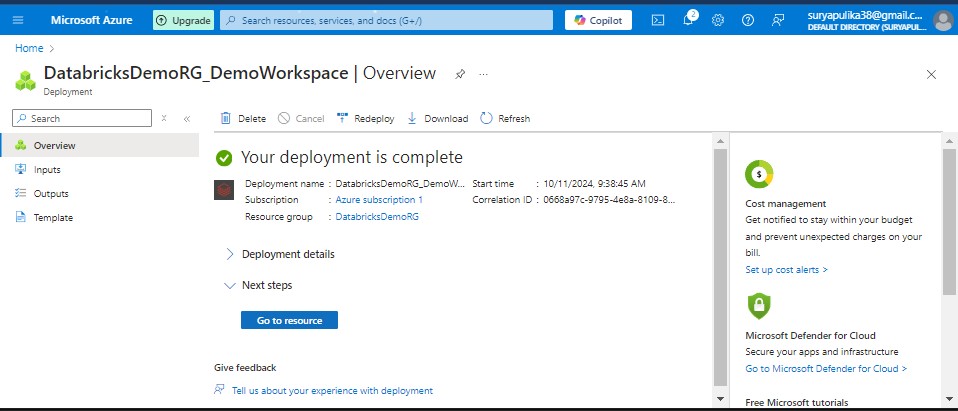 Microsoft Azure
Upgrade
Search resources, services, and docs (G+/)
Copilot
2
suryapulika38@gmail.c...
DEFAULT DIRECTORY (SURYAPUL...
Home
DatabricksDemoRG_DemoWorkspace | Overview
Deployment
Search
Delete
Cancel
Redeploy
Download
Refresh
Overview
Inputs
Outputs
Template
Your deployment is complete
Deployment name : DatabricksDemoRG_DemoW...
Subscription : Azure subscription 1
Resource group : DatabricksDemoRG
Start time : 10/11/2024, 9:38:45 AM
Correlation ID : 0668a97c-9795-4e8a-8109-8...
Deployment details
Next steps
Go to resource
Give feedback
Tell us about your experience with deployment
Cost management
Get notified to stay within your budget
and prevent unexpected charges on your
bill.
Set up cost alerts >
Microsoft Defender for Cloud
Secure your apps and infrastructure
Go to Microsoft Defender for Cloud >
Free Microsoft tutorials